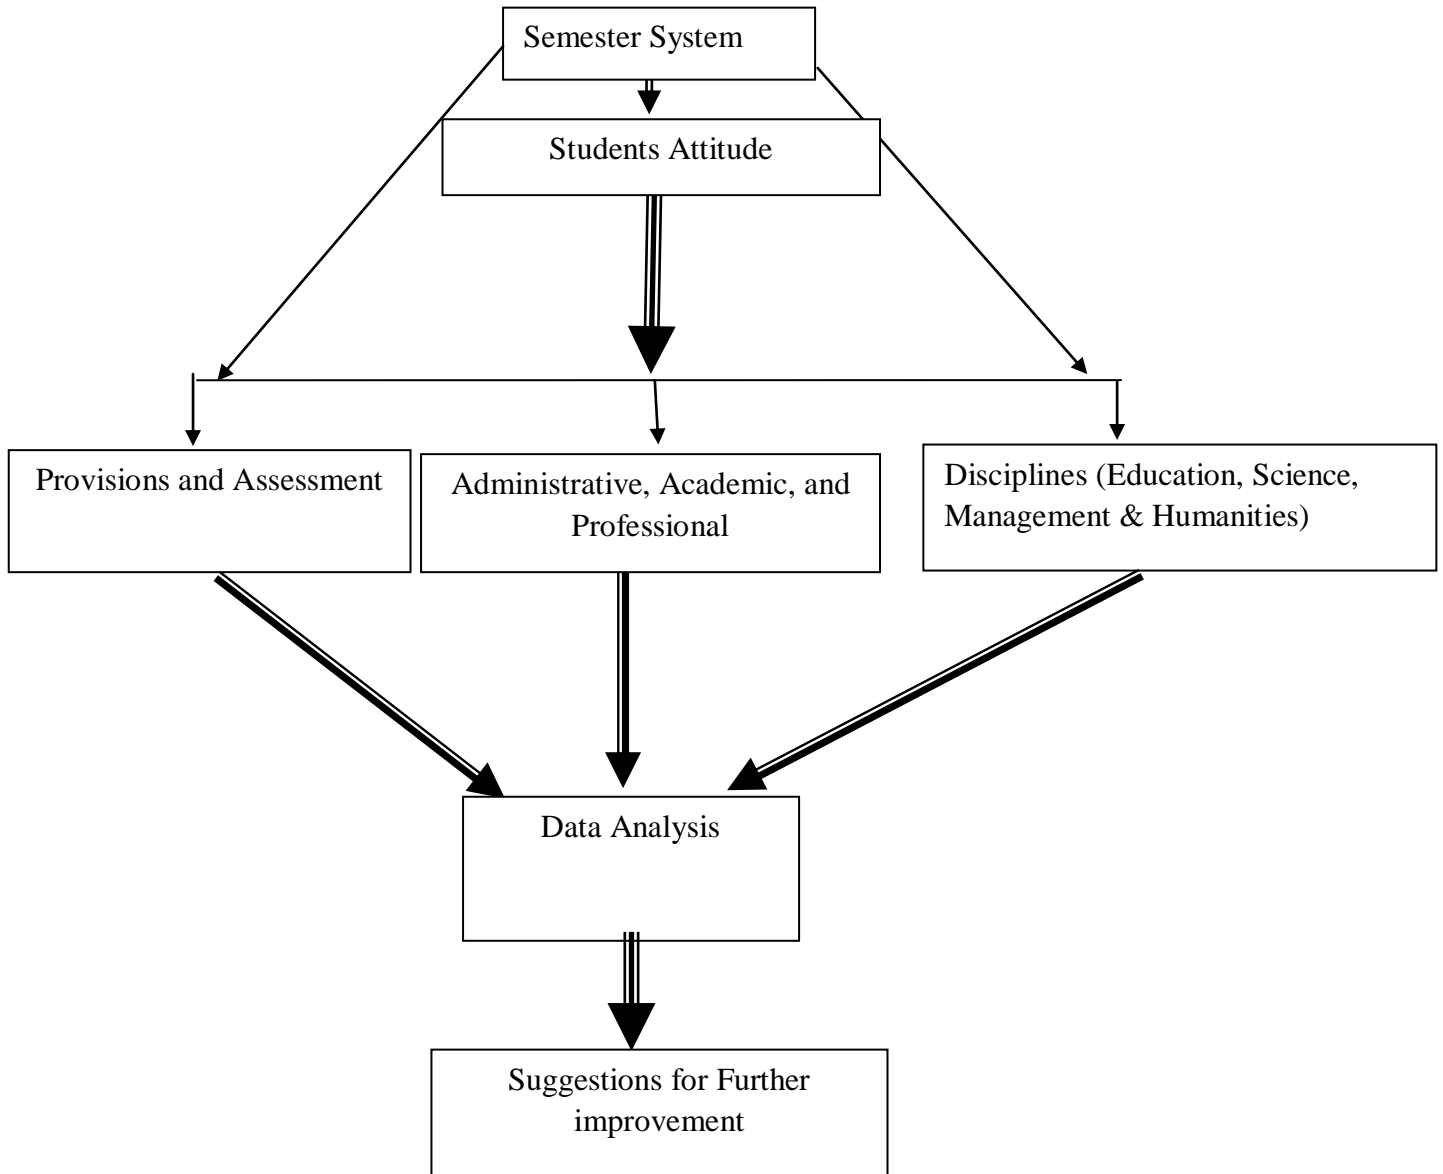 Semester System
Students Attitude
Provisions and Assessment
Administrative, Academic, and
Professional
Disciplines (Education, Science,
Management & Humanities)
Data Analysis
Suggestions for Further
improvement